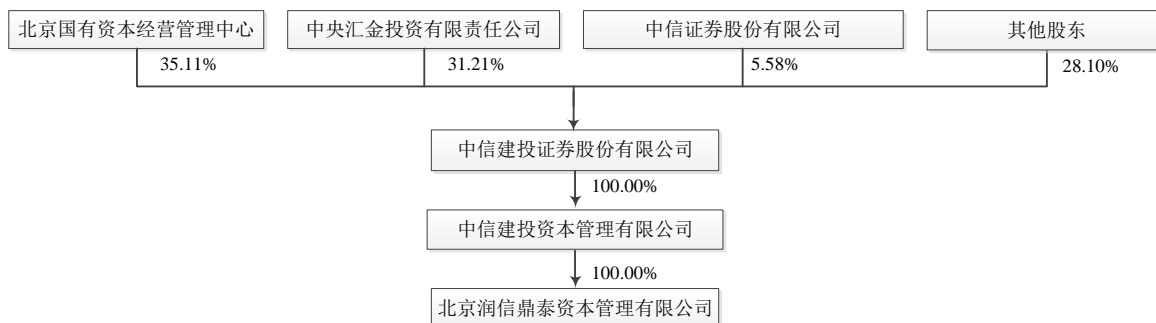 北京国有资本经营管理中心
中央汇金投资有限责任公司
中信证券股份有限公司
其他股东
35.11%
31.21%
5.58%
28.10%
中信建投证券股份有限公司
100.00%
中信建投资本管理有限公司
100.00%
北京润信鼎泰资本管理有限公司